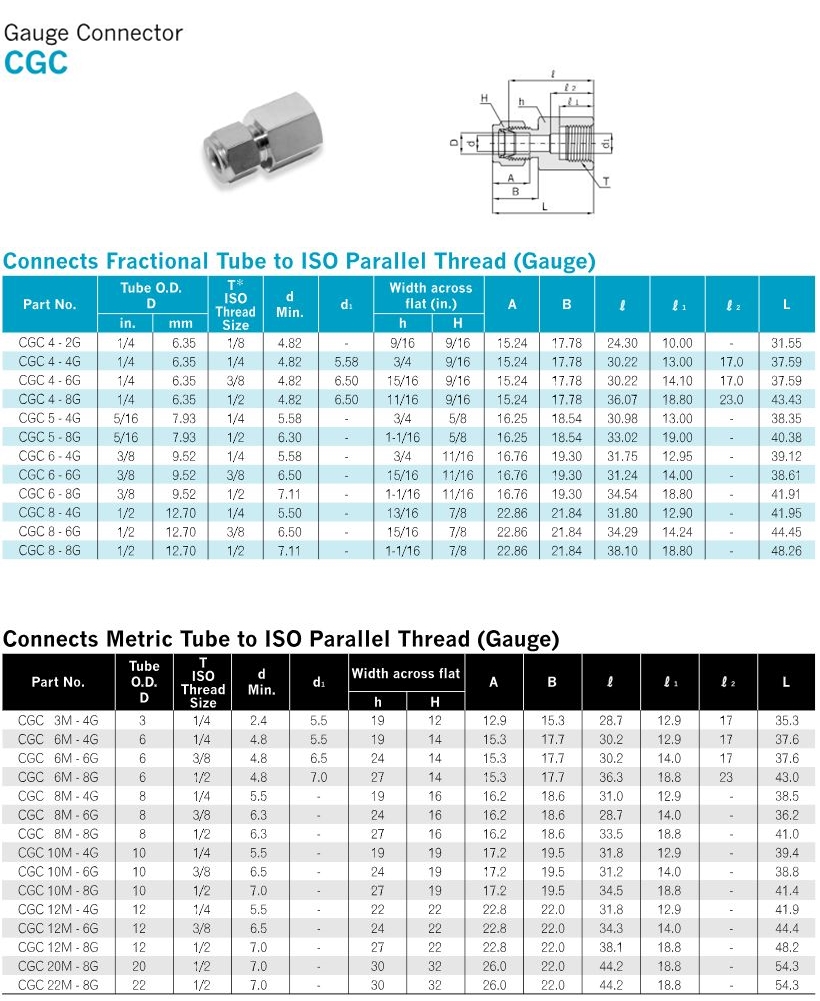 Gauge Connector
CGC
ℓ
ℓ 2
H h ℓ 1
D d d1
T
A
B
L
Connects Fractional Tube to ISO Parallel Thread (Gauge)
Part No. Tube O.D. D T* ISO Thread Size d Min. d1 Width across flat (in.) A B ℓ ℓ 1 ℓ 2 L
in. mm h H
CGC 4 - 2G 1/4 6.35 1/8 4.82 - 9/16 9/16 15.24 17.78 24.30 10.00 - 31.55
CGC 4 - 4G 1/4 6.35 1/4 4.82 5.58 3/4 9/16 15.24 17.78 30.22 13.00 17.0 37.59
CGC 4 - 6G 1/4 6.35 3/8 4.82 6.50 15/16 9/16 15.24 17.78 30.22 14.10 17.0 37.59
CGC 4 - 8G 1/4 6.35 1/2 4.82 6.50 11/16 9/16 15.24 17.78 36.07 18.80 23.0 43.43
CGC 5 - 4G 5/16 7.93 1/4 5.58 - 3/4 5/8 16.25 18.54 30.98 13.00 - 38.35
CGC 5 - 8G 5/16 7.93 1/2 6.30 - 1-1/16 5/8 16.25 18.54 33.02 19.00 - 40.38
CGC 6 - 4G 3/8 9.52 1/4 5.58 - 3/4 11/16 16.76 19.30 31.75 12.95 - 39.12
CGC 6 - 6G 3/8 9.52 3/8 6.50 - 15/16 11/16 16.76 19.30 31.24 14.00 - 38.61
CGC 6 - 8G 3/8 9.52 1/2 7.11 - 1-1/16 11/16 16.76 19.30 34.54 18.80 - 41.91
CGC 8 - 4G 1/2 12.70 1/4 5.50 - 13/16 7/8 22.86 21.84 31.80 12.90 - 41.95
CGC 8 - 6G 1/2 12.70 3/8 6.50 - 15/16 7/8 22.86 21.84 34.29 14.24 - 44.45
CGC 8 - 8G 1/2 12.70 1/2 7.11 - 1-1/16 7/8 22.86 21.84 38.10 18.80 - 48.26
Connects Metric Tube to ISO Parallel Thread (Gauge)
Part No. Tube O.D. D T ISO Thread Size d Min. d1 Width across flat A B ℓ ℓ 1 ℓ 2 L
h H
CGC 3M - 4G 3 1/4 2.4 5.5 19 12 12.9 15.3 28.7 12.9 17 35.3
CGC 6M - 4G 6 1/4 4.8 5.5 19 14 15.3 17.7 30.2 12.9 17 37.6
CGC 6M - 6G 6 3/8 4.8 6.5 24 14 15.3 17.7 30.2 14.0 17 37.6
CGC 6M - 8G 6 1/2 4.8 7.0 27 14 15.3 17.7 36.3 18.8 23 43.0
CGC 8M - 4G 8 1/4 5.5 - 19 16 16.2 18.6 31.0 12.9 - 38.5
CGC 8M - 6G 8 3/8 6.3 - 24 16 16.2 18.6 28.7 14.0 - 36.2
CGC 8M - 8G 8 1/2 6.3 - 27 16 16.2 18.6 33.5 18.8 - 41.0
CGC 10M - 4G 10 1/4 5.5 - 19 19 17.2 19.5 31.8 12.9 - 39.4
CGC 10M - 6G 10 3/8 6.5 - 24 19 17.2 19.5 31.2 14.0 - 38.8
CGC 10M - 8G 10 1/2 7.0 - 27 19 17.2 19.5 34.5 18.8 - 41.4
CGC 12M - 4G 12 1/4 5.5 - 22 22 22.8 22.0 31.8 12.9 - 41.9
CGC 12M - 6G 12 3/8 6.5 - 24 22 22.8 22.0 34.3 14.0 - 44.4
CGC 12M - 8G 12 1/2 7.0 - 27 22 22.8 22.0 38.1 18.8 - 48.2
CGC 20M - 8G 20 1/2 7.0 - 30 32 26.0 22.0 44.2 18.8 - 54.3
CGC 22M - 8G 22 1/2 7.0 - 30 32 26.0 22.0 44.2 18.8 - 54.3